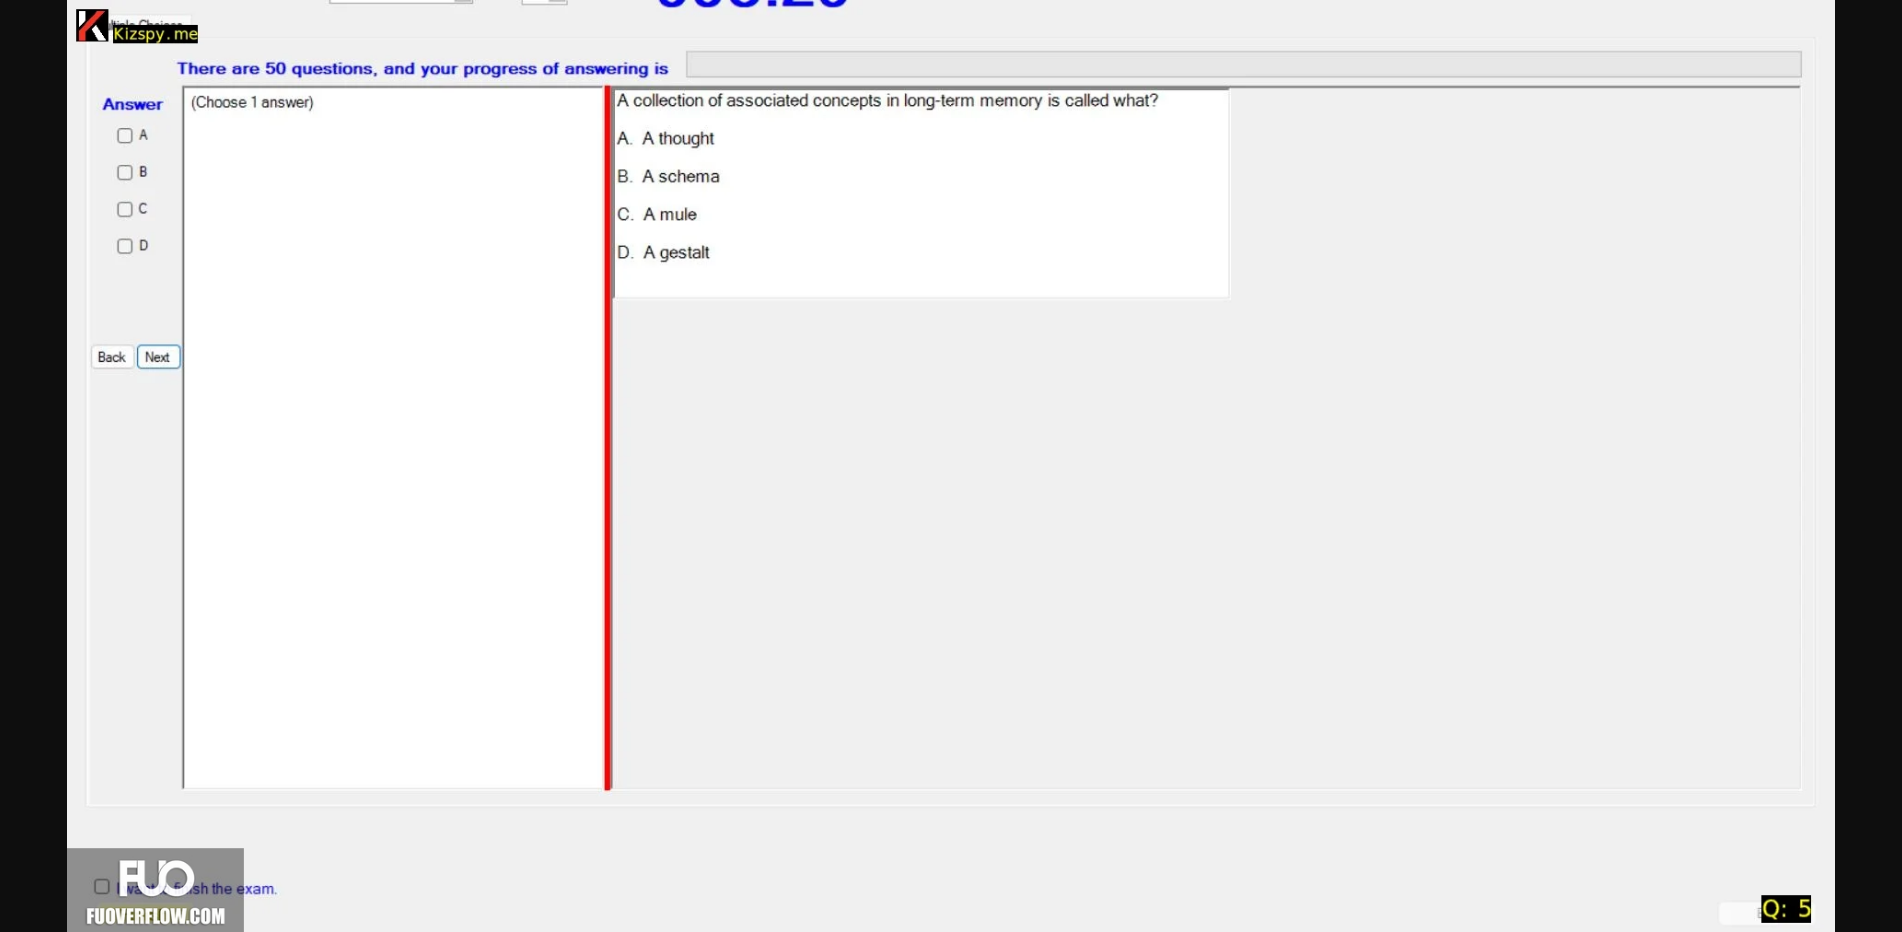 Kizspy.me
There are 50 questions, and your progress of answering is
Answer
(Choose 1 answer)
A
B
C
D
Back
Next
A collection of associated concepts in long-term memory is called what?
A. A thought
B. A schema
C. A mule
D. A gestalt
finish the exam.
FUO
FUOVERFLOW.COM
Q: 5